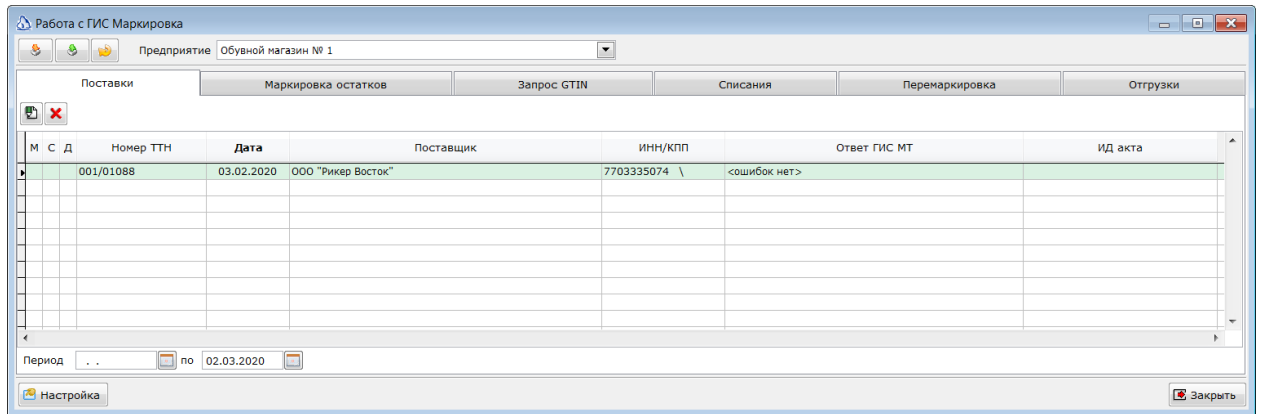 Работа с ГИС Маркировка
Предприятие Обувной магазин № 1
Поставки Маркировка остатков Запрос GTIN Списания Перемаркировка Отгрузки
М С Д Номер ТТН Дата Поставщик ИНН/КПП Ответ ГИС МТ ИД акта
001/01088 03.02.2020 ООО "Рикер Восток" 7703335074 \ <ошибок нет>
Период . . по 02.03.2020
Настройка Закрыть